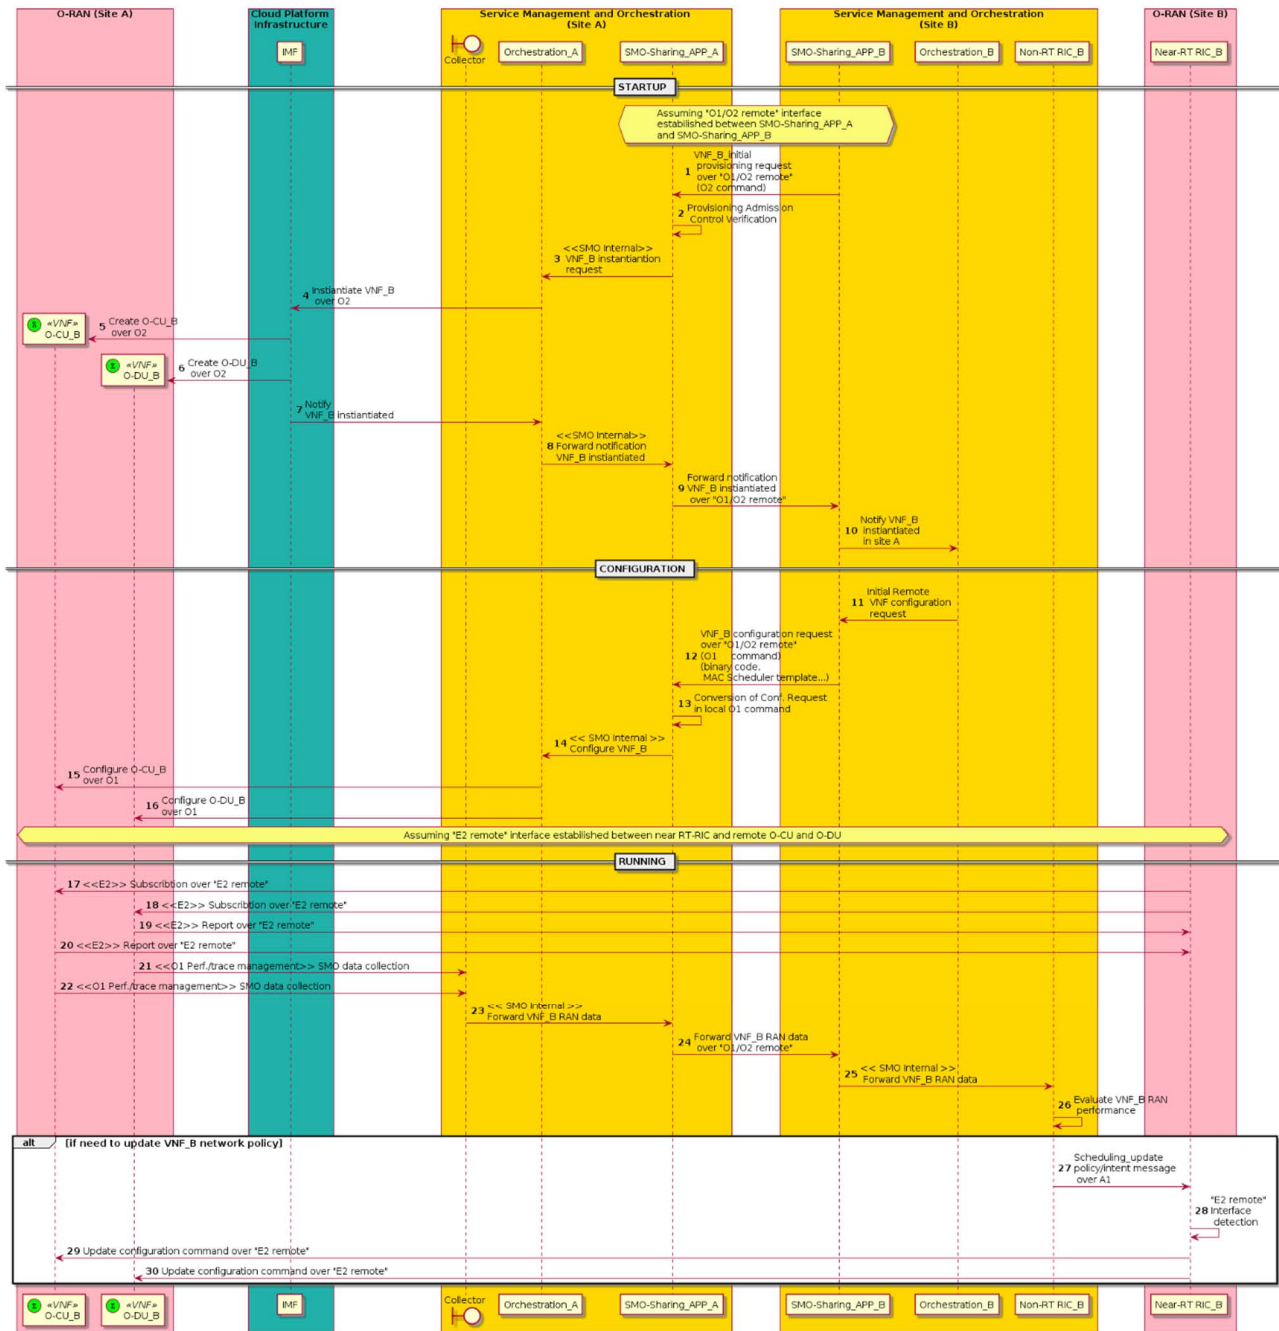 O-RAN (Site A)
Cloud Platform
Infrastructure
Service Management and Orchestration
(Site A)
Service Management and Orchestration
(Site B)
O-RAN (Site B)
IMF
Collector
Orchestration_A
SMO-Sharing_APP_A
SMO-Sharing_APP_B
Orchestration_B
Non-RT RIC_B
Near-RT RIC_B
STARTUP
Assuming "O1/O2 remote" interface
estabilished between SMO-Sharing_APP_A
and SMO-Sharing_APP_B
VNF_B_initial
provisioning request
1 over "O1/O2 remote"
(O2 command)
2 Provisioning Admission
Control Verification
<<SMO Internal>>
3 VNF_B instantiantion
request
4 Instiantiate VNF_B
over O2
«VNF»
O-CU_B
5 Create O-CU_B
over O2
«VNF»
O-DU_B
6 Create O-DU_B
over O2
7 Notify
VNF_B instiantiated
<<SMO Internal>>
8 Forward notification
VNF_B instiantiated
Forward notification
9 VNF_B instiantiated
over "O1/O2 remote"
Notify VNF_B
10 instiantiated
in site A
CONFIGURATION
Initial Remote
11 VNF configuration
request
VNF_B configuration request
over "O1/O2 remote"
12 (O1 command)
(binary code,
MAC Scheduler template...)
13 Conversion of Conf. Request
in local O1 command
14 << SMO Internal >>
Configure VNF_B
15 Configure O-CU_B
over O1
16 Configure O-DU_B
over O1
Assuming "E2 remote" interface estabilished between near RT-RIC and remote O-CU and O-DU
RUNNING
17 <<E2>> Subscribtion over "E2 remote"
18 <<E2>> Subscribtion over "E2 remote"
19 <<E2>> Report over "E2 remote"
20 <<E2>> Report over "E2 remote"
21 <<O1 Perf./trace management>> SMO data collection
22 <<O1 Perf./trace management>> SMO data collection
23 << SMO Internal >>
Forward VNF_B RAN data
24 Forward VNF_B RAN data
over "O1/O2 remote"
25 << SMO Internal >>
Forward VNF_B RAN data
26 Evaluate VNF_B RAN
performance
alt [if need to update VNF_B network policy]
Scheduling_update
27 policy/intent message
over A1
"E2 remote"
28 Interface
detection
29 Update configuration command over "E2 remote"
30 Update configuration command over "E2 remote"
«VNF»
O-CU_B
«VNF»
O-DU_B
IMF
Collector
Orchestration_A
SMO-Sharing_APP_A
SMO-Sharing_APP_B
Orchestration_B
Non-RT RIC_B
Near-RT RIC_B